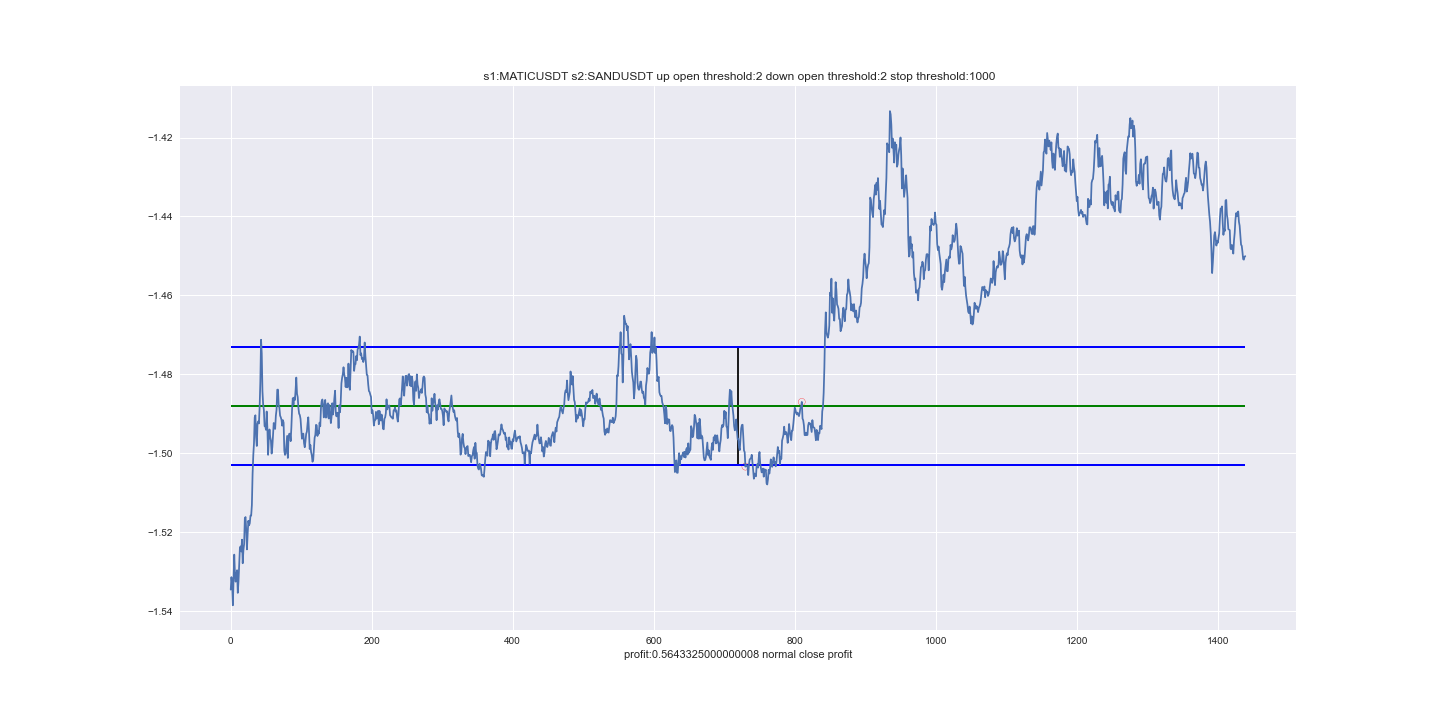 s1:MATICUSDT s2:SANDUSDT up open threshold:2 down open threshold:2 stop threshold:1000
−1.42
−1.44
−1.46
−1.48
−1.50
−1.52
−1.54
0 200 400 600 800 1000 1200 1400
profit:0.5643325000000008 normal close profit